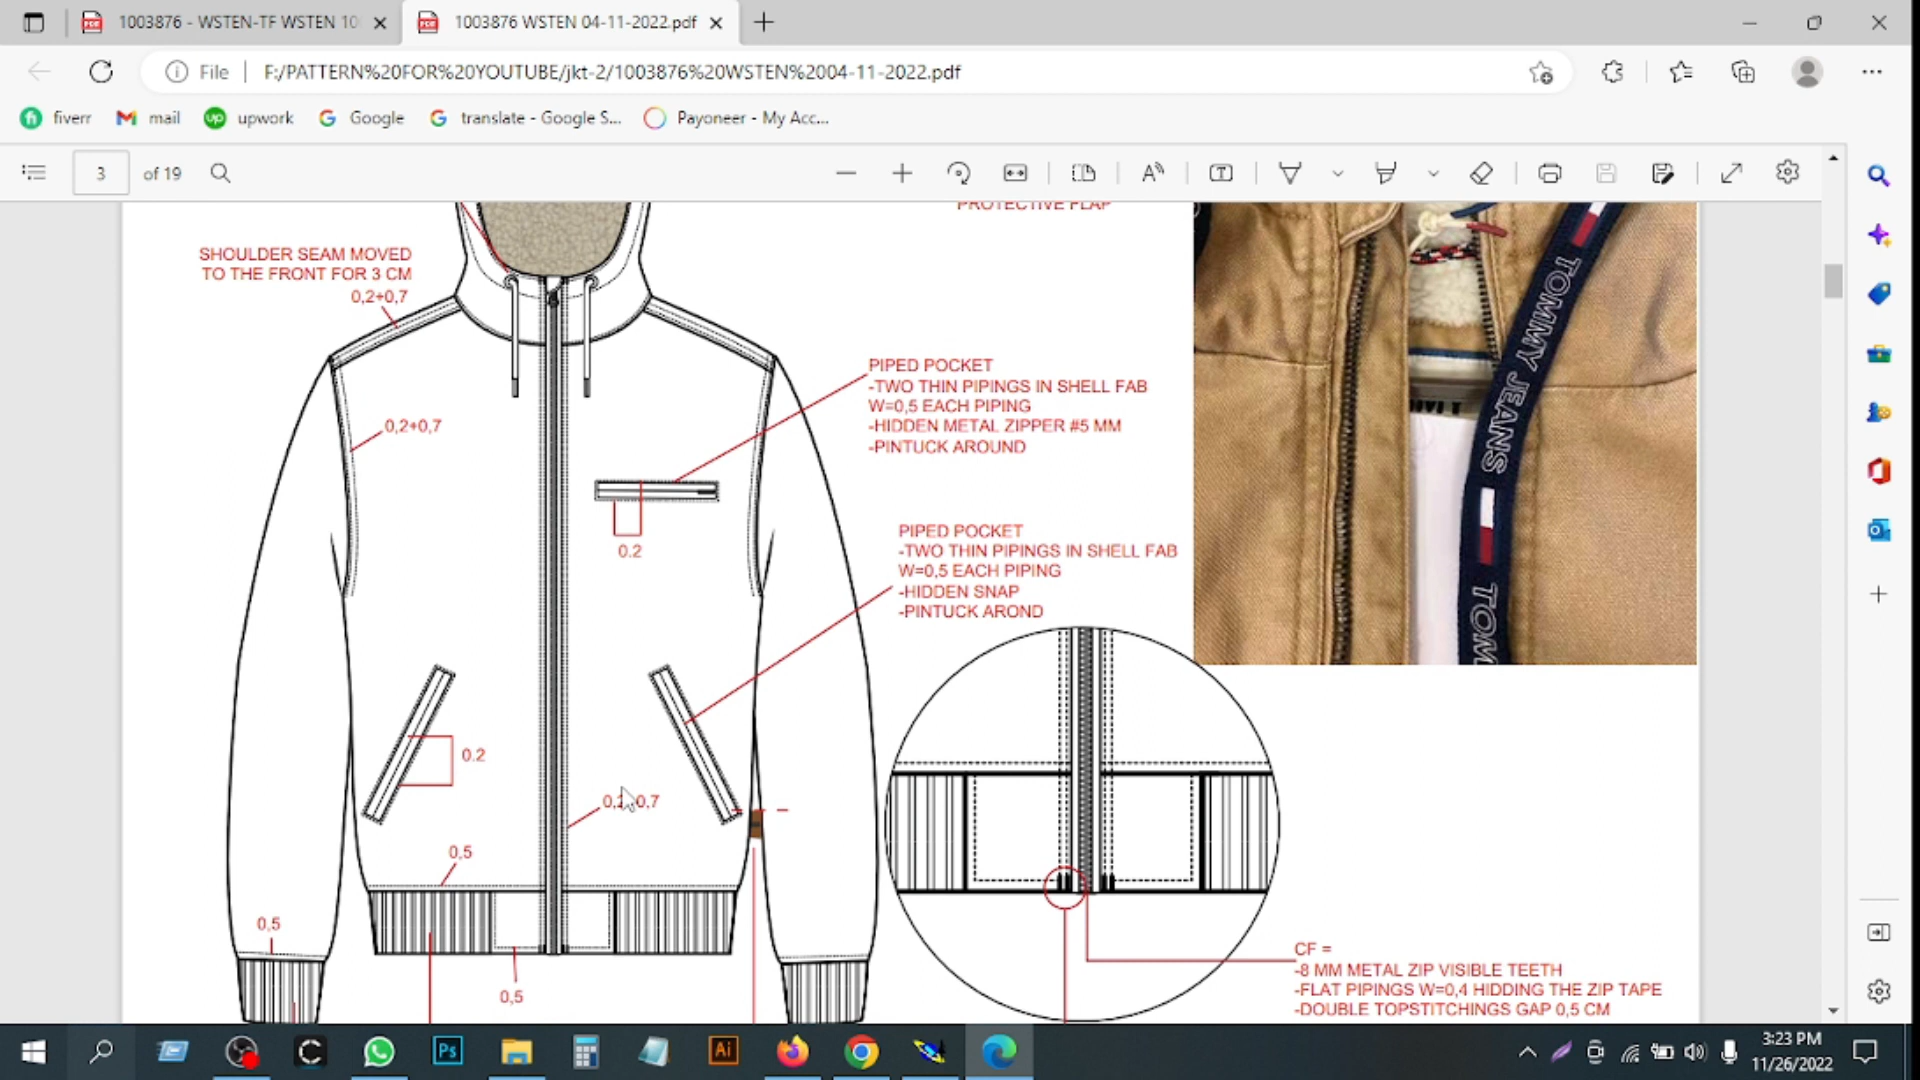 1003876 - WSTEN-TF WSTEN 10
1003876 WSTEN 04-11-2022.pdf
File
F:/PATTERN%20FOR%20YOUTUBE/jkt-2/1003876%20WSTEN%2004-11-2022.pdf
fiverr
mail
up
upwork
Google
translate - Google S...
Payoneer - My Acc...
3
of 19
PROTECTIVE FLAP
SHOULDER SEAM MOVED
TO THE FRONT FOR 3 CM
0,2+0,7
0,2+0,7
PIPED POCKET
-TWO THIN PIPINGS IN SHELL FAB
W=0,5 EACH PIPING
-HIDDEN METAL ZIPPER #5 MM
-PINTUCK AROUND
0.2
PIPED POCKET
-TWO THIN PIPINGS IN SHELL FAB
W=0,5 EACH PIPING
-HIDDEN SNAP
-PINTUCK AROND
0.2
0,5
0,5
0,5
TOMMY JEANS
TOM
CF =
-8 MM METAL ZIP VISIBLE TEETH
-FLAT PIPINGS W=0,4 HIDDING THE ZIP TAPE
-DOUBLE TOPSTITCHINGS GAP 0,5 CM
Ps
Ai
3:23 PM
11/26/2022